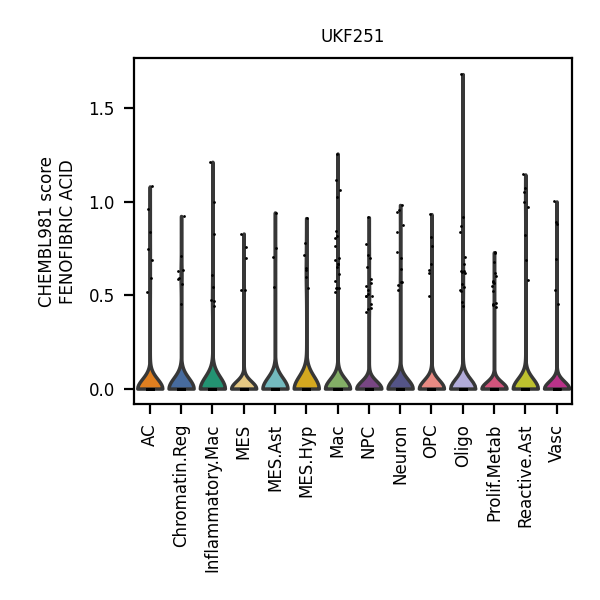 UKF251
CHEMBL981 score
FENOFIBRIC ACID
1.5
1.0
0.5
0.0
AC
Chromatin.Reg
Inflammatory.Mac
MES
MES.Ast
MES.Hyp
Mac
NPC
Neuron
OPC
Oligo
Prolif.Metab
Reactive.Ast
Vasc